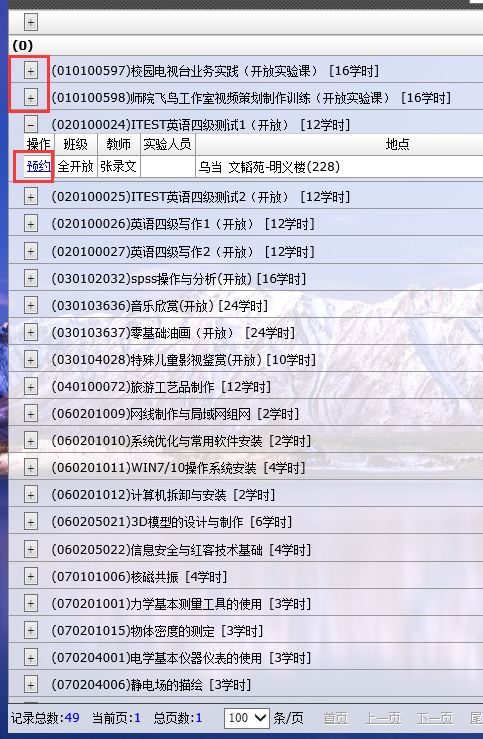 (0)
(010100597)校园电视台业务实践（开放实验课） [16学时]
(010100598)师院飞鸟工作室视频策划制作训练（开放实验课） [16学时]
(020100024)ITEST英语四级测试1（开放） [12学时]
操作 班级 教师 实验人员 地点
预约 全开放 张录文 乌当 文韬苑-明义楼(228)
(020100025)ITEST英语四级测试2（开放） [12学时]
(020100026)英语四级写作1（开放） [12学时]
(020100027)英语四级写作2（开放） [12学时]
(030102032)spss操作与分析(开放) [16学时]
(030103636)音乐欣赏(开放) [24学时]
(030103637)零基础油画（开放） [24学时]
(030104028)特殊儿童影视鉴赏(开放) [10学时]
(040100072)旅游工艺品制作 [12学时]
(060201009)网线制作与局域网组网 [2学时]
(060201010)系统优化与常用软件安装 [2学时]
(060201011)WIN7/10操作系统安装 [4学时]
(060201012)计算机拆卸与安装 [2学时]
(060205021)3D模型的设计与制作 [6学时]
(060205022)信息安全与红客技术基础 [4学时]
(070101006)核磁共振 [4学时]
(070201001)力学基本测量工具的使用 [3学时]
(070201015)物体密度的测定 [3学时]
(070204001)电学基本仪器仪表的使用 [3学时]
(070204006)静电场的描绘 [3学时]
记录总数:49 当前页:1 总页数:1 100 条/页 首页 上一页 下一页 尾